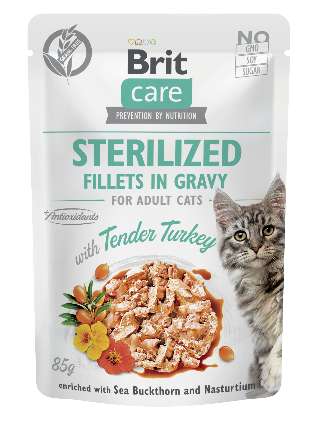 Brit
care
PREVENTION BY NUTRITION
NO
GMO
SOY
SUGAR
STERILIZED
FILLETS IN GRAVY
FOR ADULT CATS
+Antioxidants
with Tender Turkey
85g
enriched with Sea Buckthorn and Nasturtium